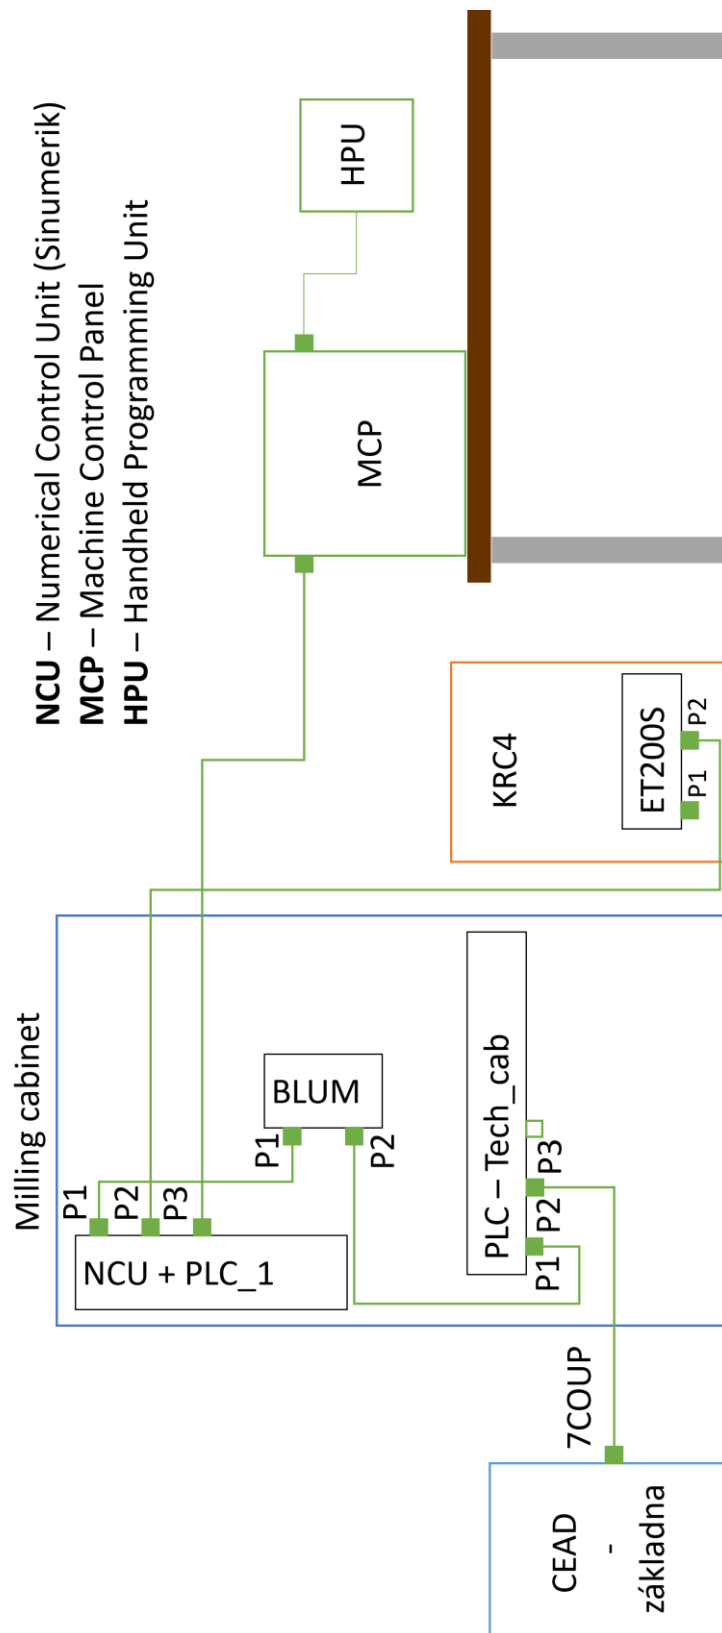 NCU – Numerical Control Unit (Sinumerik)
MCP – Machine Control Panel
HPU – Handheld Programming Unit
Milling cabinet
NCU + PLC_1
P1
P2
P3
BLUM
P1
P2
PLC – Tech_cab
P1
P2
P3
MCP
HPU
KRC4
ET200S
P1
P2
7COUP
CEAD
-
základna